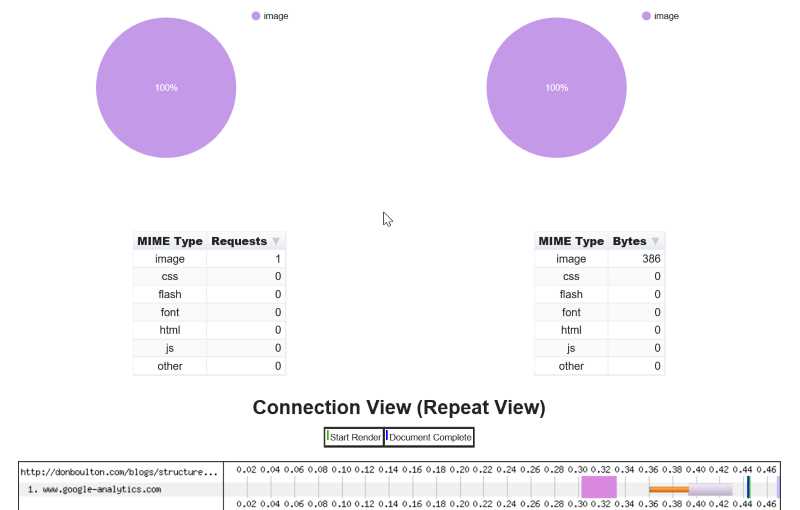 image
image
100%
100%
MIME Type Requests
image 1
css 0
flash 0
font 0
html 0
js 0
other 0
MIME Type Bytes
image 386
css 0
flash 0
font 0
html 0
js 0
other 0
Connection View (Repeat View)
Start Render Document Complete
http://donboulton.com/blogs/structure... 0.02 0.04 0.06 0.08 0.10 0.12 0.14 0.16 0.18 0.20 0.22 0.24 0.26 0.28 0.30 0.32 0.34 0.36 0.38 0.40 0.42 0.44 0.46
1. www.google-analytics.com
0.02 0.04 0.06 0.08 0.10 0.12 0.14 0.16 0.18 0.20 0.22 0.24 0.26 0.28 0.30 0.32 0.34 0.36 0.38 0.40 0.42 0.44 0.46